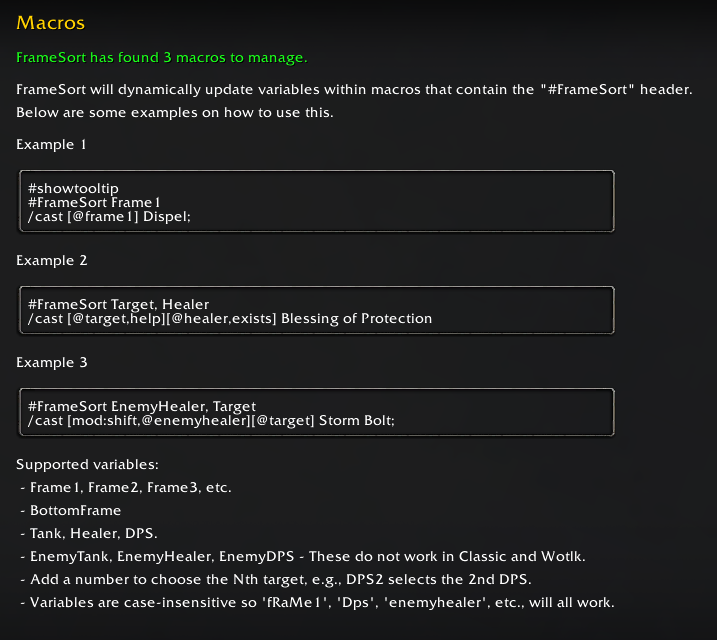 Macros
FrameSort has found 3 macros to manage.
FrameSort will dynamically update variables within macros that contain the "#FrameSort" header.
Below are some examples on how to use this.
Example 1
#showtooltip
#FrameSort Frame1
/cast [@frame1] Dispel;
Example 2
#FrameSort Target, Healer
/cast [@target,help][@healer,exists] Blessing of Protection
Example 3
#FrameSort EnemyHealer, Target
/cast [mod:shift,@enemyhealer][@target] Storm Bolt;
Supported variables:
- Frame1, Frame2, Frame3, etc.
- BottomFrame
- Tank, Healer, DPS.
- EnemyTank, EnemyHealer, EnemyDPS - These do not work in Classic and Wotlk.
- Add a number to choose the Nth target, e.g., DPS2 selects the 2nd DPS.
- Variables are case-insensitive so 'fRaMe1', 'Dps', 'enemyhealer', etc., will all work.